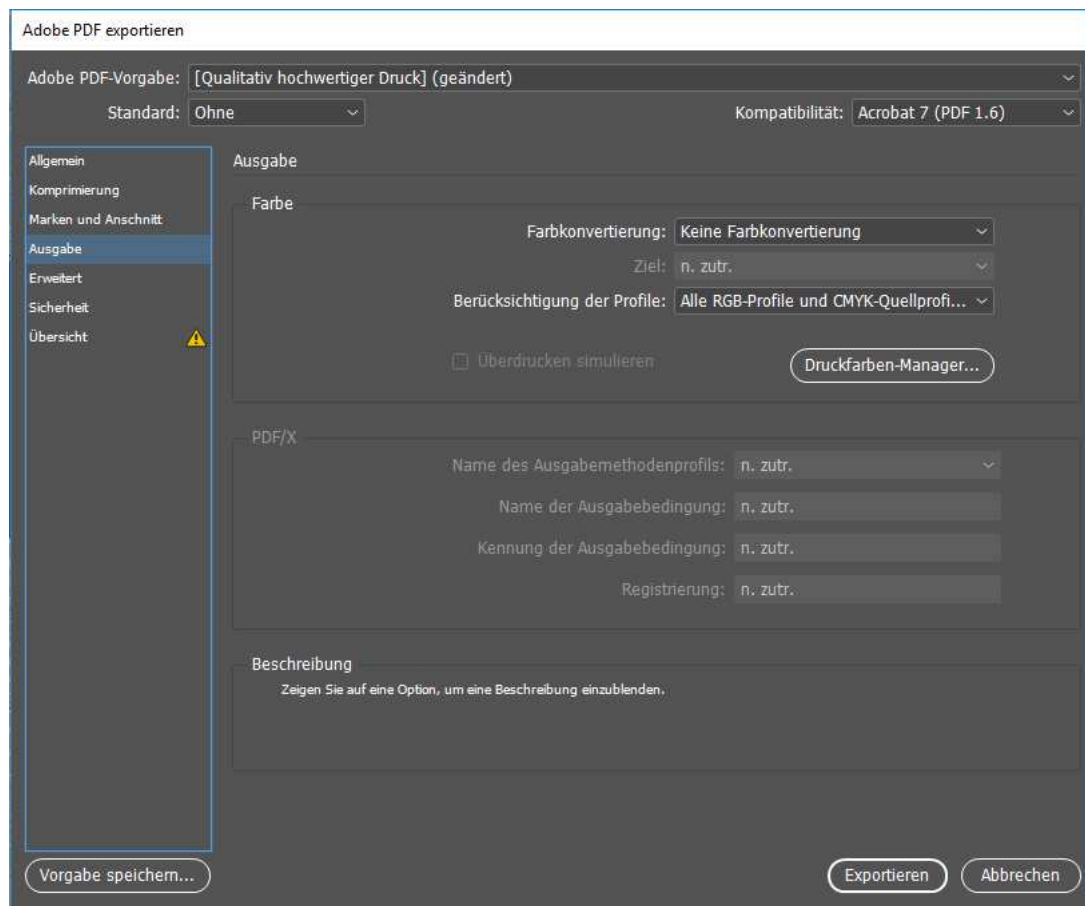 Adobe PDF exportieren
Adobe PDF-Vorgabe: [Qualitativ hochwertiger Druck] (geändert)
Standard: Ohne Kompatibilität: Acrobat 7 (PDF 1.6)
Allgemein
Komprimierung
Marken und Anschnitt
Ausgabe
Erweitert
Sicherheit
Übersicht
Ausgabe
Farbe
Farbkonvertierung: Keine Farbkonvertierung
Ziel: n. zutr.
Berücksichtigung der Profile: Alle RGB-Profile und CMYK-Quellprofi...
Überdrucken simulieren Druckfarben-Manager...
PDF/X
Name des Ausgabemethodenprofils: n. zutr.
Name der Ausgabebedingung: n. zutr.
Kennung der Ausgabebedingung: n. zutr.
Registrierung: n. zutr.
Beschreibung
Zeigen Sie auf eine Option, um eine Beschreibung einzublenden.
Vorgabe speichern... Exportieren Abbrechen